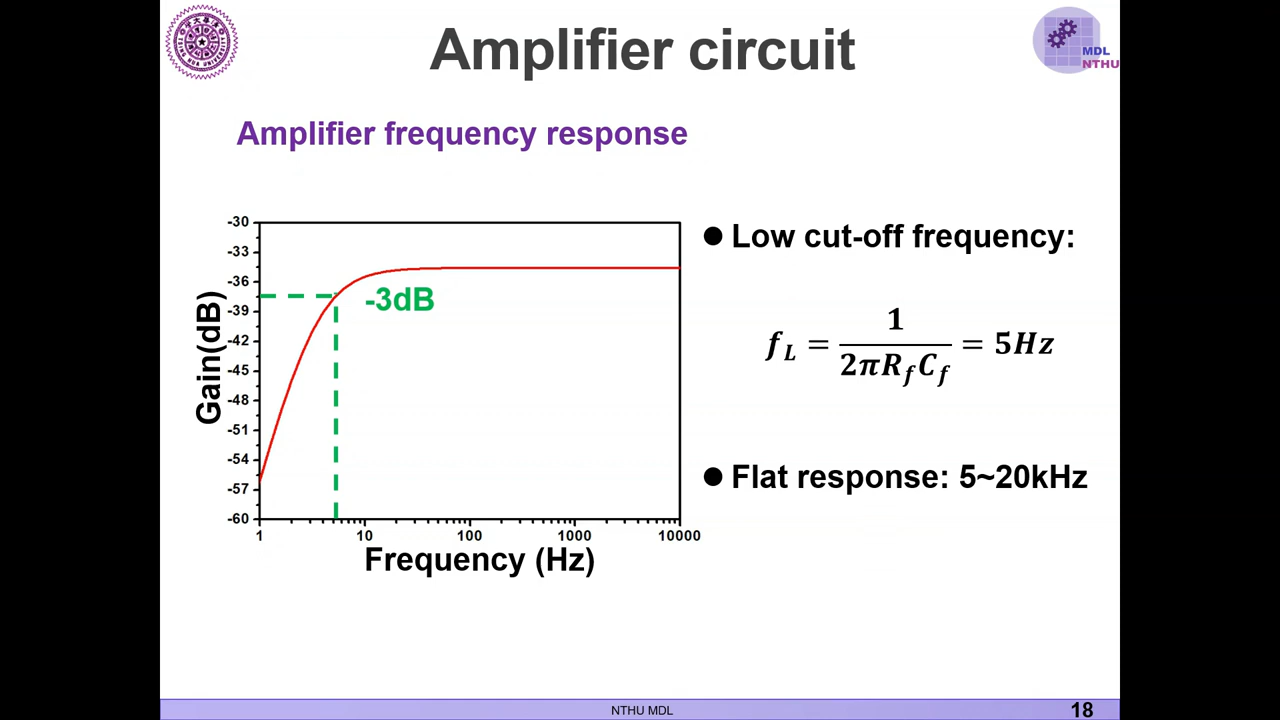 Amplifier circuit
MDL
NTHU
Amplifier frequency response
-30
-33
-36
-39
-42
-45
-48
-51
-54
-57
-60
Gain(dB)
-3dB
1 10 100 1000 10000
Frequency (Hz)
● Low cut-off frequency:
f_L = 1 / (2πR_f C_f) = 5Hz
● Flat response: 5~20kHz
NTHU MDL
18